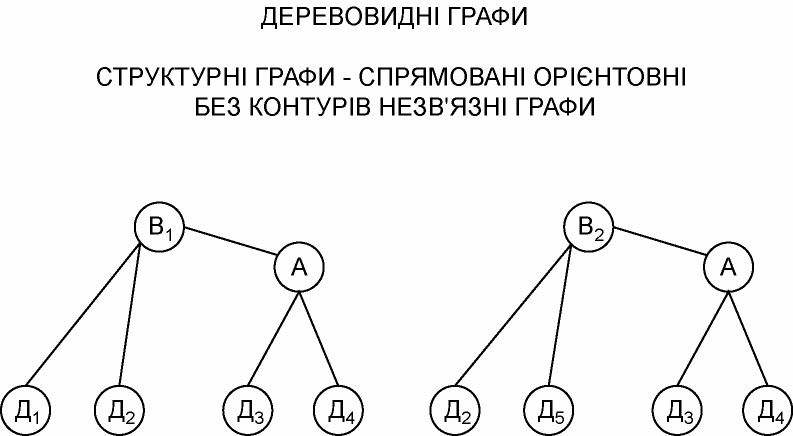 ДЕРЕВОВИДНІ ГРАФИ
СТРУКТУРНІ ГРАФИ - СПРЯМОВАНІ ОРІЄНТОВНІ
БЕЗ КОНТУРІВ НЕЗВ'ЯЗНІ ГРАФИ
В1 В2
А А
Д1 Д2 Д3 Д4 Д2 Д5 Д3 Д4